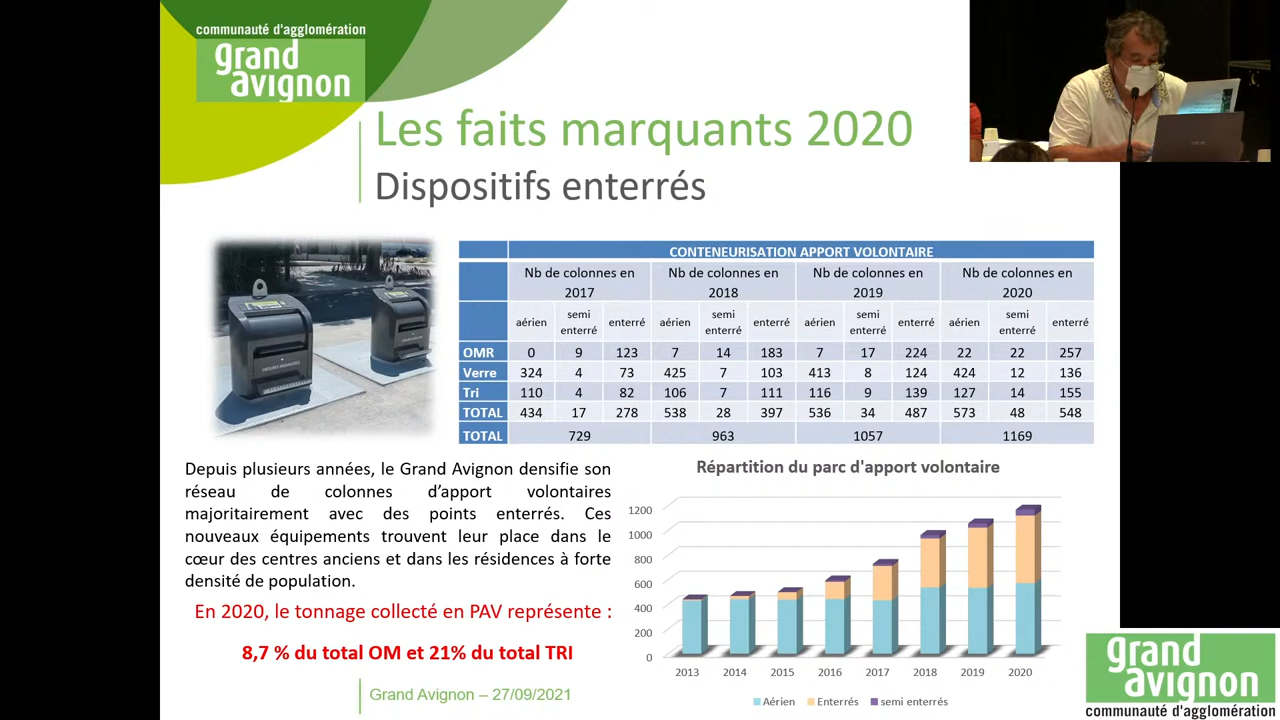 communauté d'agglomération
grand
avignon
Les faits marquants 2020
Dispositifs enterrés
CONTENEURISATION APPORT VOLONTAIRE
Nb de colonnes en 2017 Nb de colonnes en 2018 Nb de colonnes en 2019 Nb de colonnes en 2020
aérien semi enterré enterré aérien semi enterré enterré aérien semi enterré enterré aérien semi enterré enterré
OMR 0 9 123 7 14 183 7 17 224 22 22 257
Verre 324 4 73 425 7 103 413 8 124 424 12 136
Tri 110 4 82 106 7 111 116 9 139 127 14 155
TOTAL 434 17 278 538 28 397 536 34 487 573 48 548
TOTAL 729 963 1057 1169
Depuis plusieurs années, le Grand Avignon densifie son
réseau de colonnes d’apport volontaires
majoritairement avec des points enterrés. Ces
nouveaux équipements trouvent leur place dans le
cœur des centres anciens et dans les résidences à forte
densité de population.
En 2020, le tonnage collecté en PAV représente :
8,7 % du total OM et 21% du total TRI
Répartition du parc d'apport volontaire
1200
1000
800
600
400
200
0
2013 2014 2015 2016 2017 2018 2019 2020
Aérien Enterrés semi enterrés
Grand Avignon – 27/09/2021
grand
avignon
communauté d'agglomération